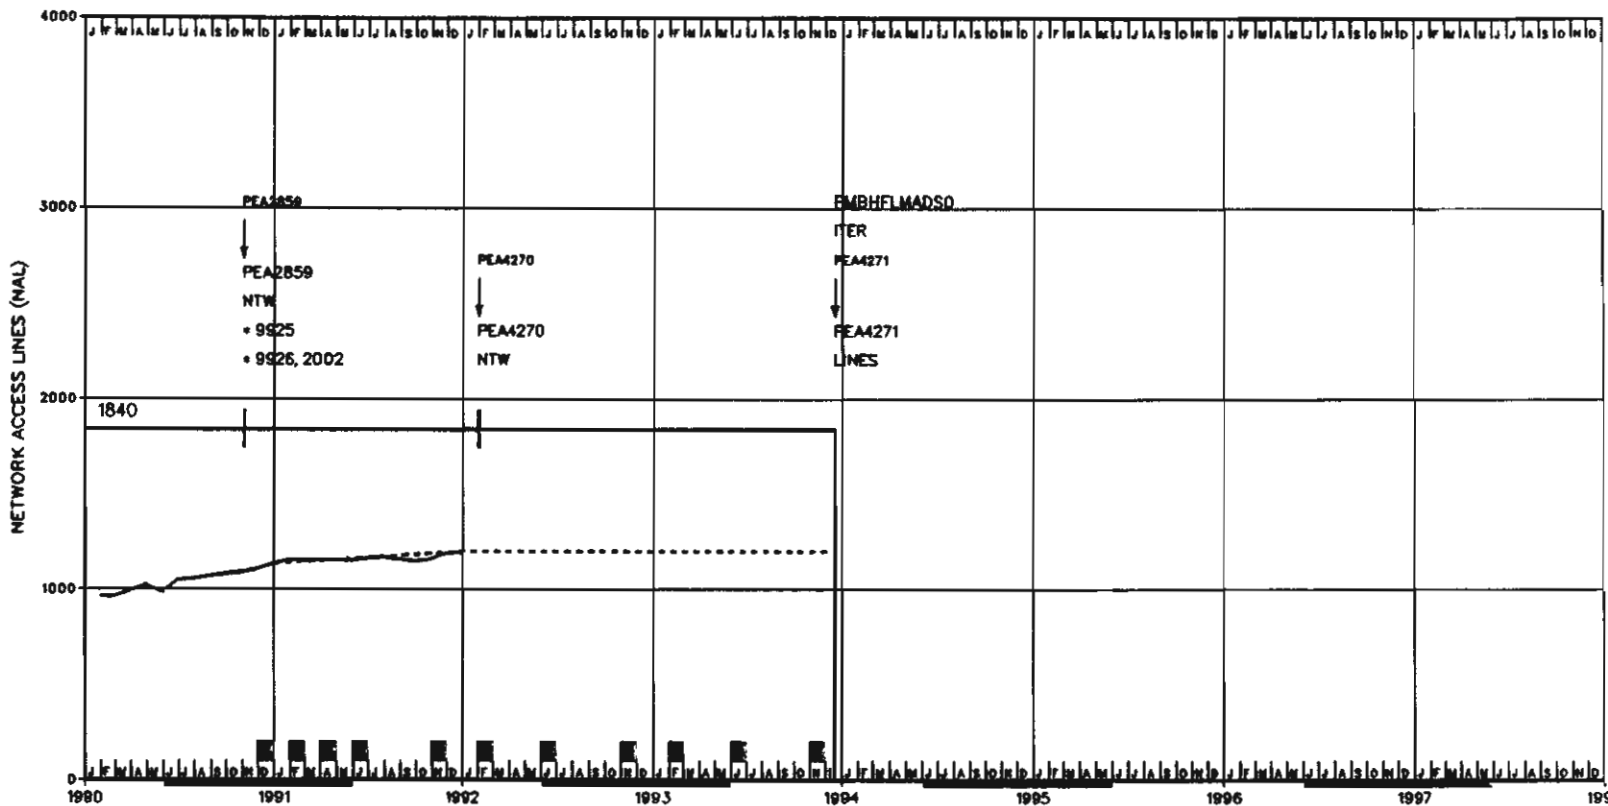 4000
J F M A M J J A S O N D J F M A M J J A S O N D J F M A M J J A S O N D J F M A M J J A S O N D J F M A M J J A S O N D J F M A M J J A S O N D J F M A M J J A S O N D J F M A M J J A S O N D
3000
PEA2859
PEA2859
NTW
* 9925
* 9926, 2002
PEA4270
PEA4270
NTW
ITER
PEA4271
PEA4271
LINES
NETWORK ACCESS LINES (NAL)
2000
1840
1000
0
J F M A M J J A S O N D J F M A M J J A S O N D J F M A M J J A S O N D J F M A M J J A S O N J F M A M J J A S O N D J F M A M J J A S O N D J F M A M J J A S O N D J F M A M J J A S O N D
1990 1991 1992 1993 1994 1995 1996 1997 199